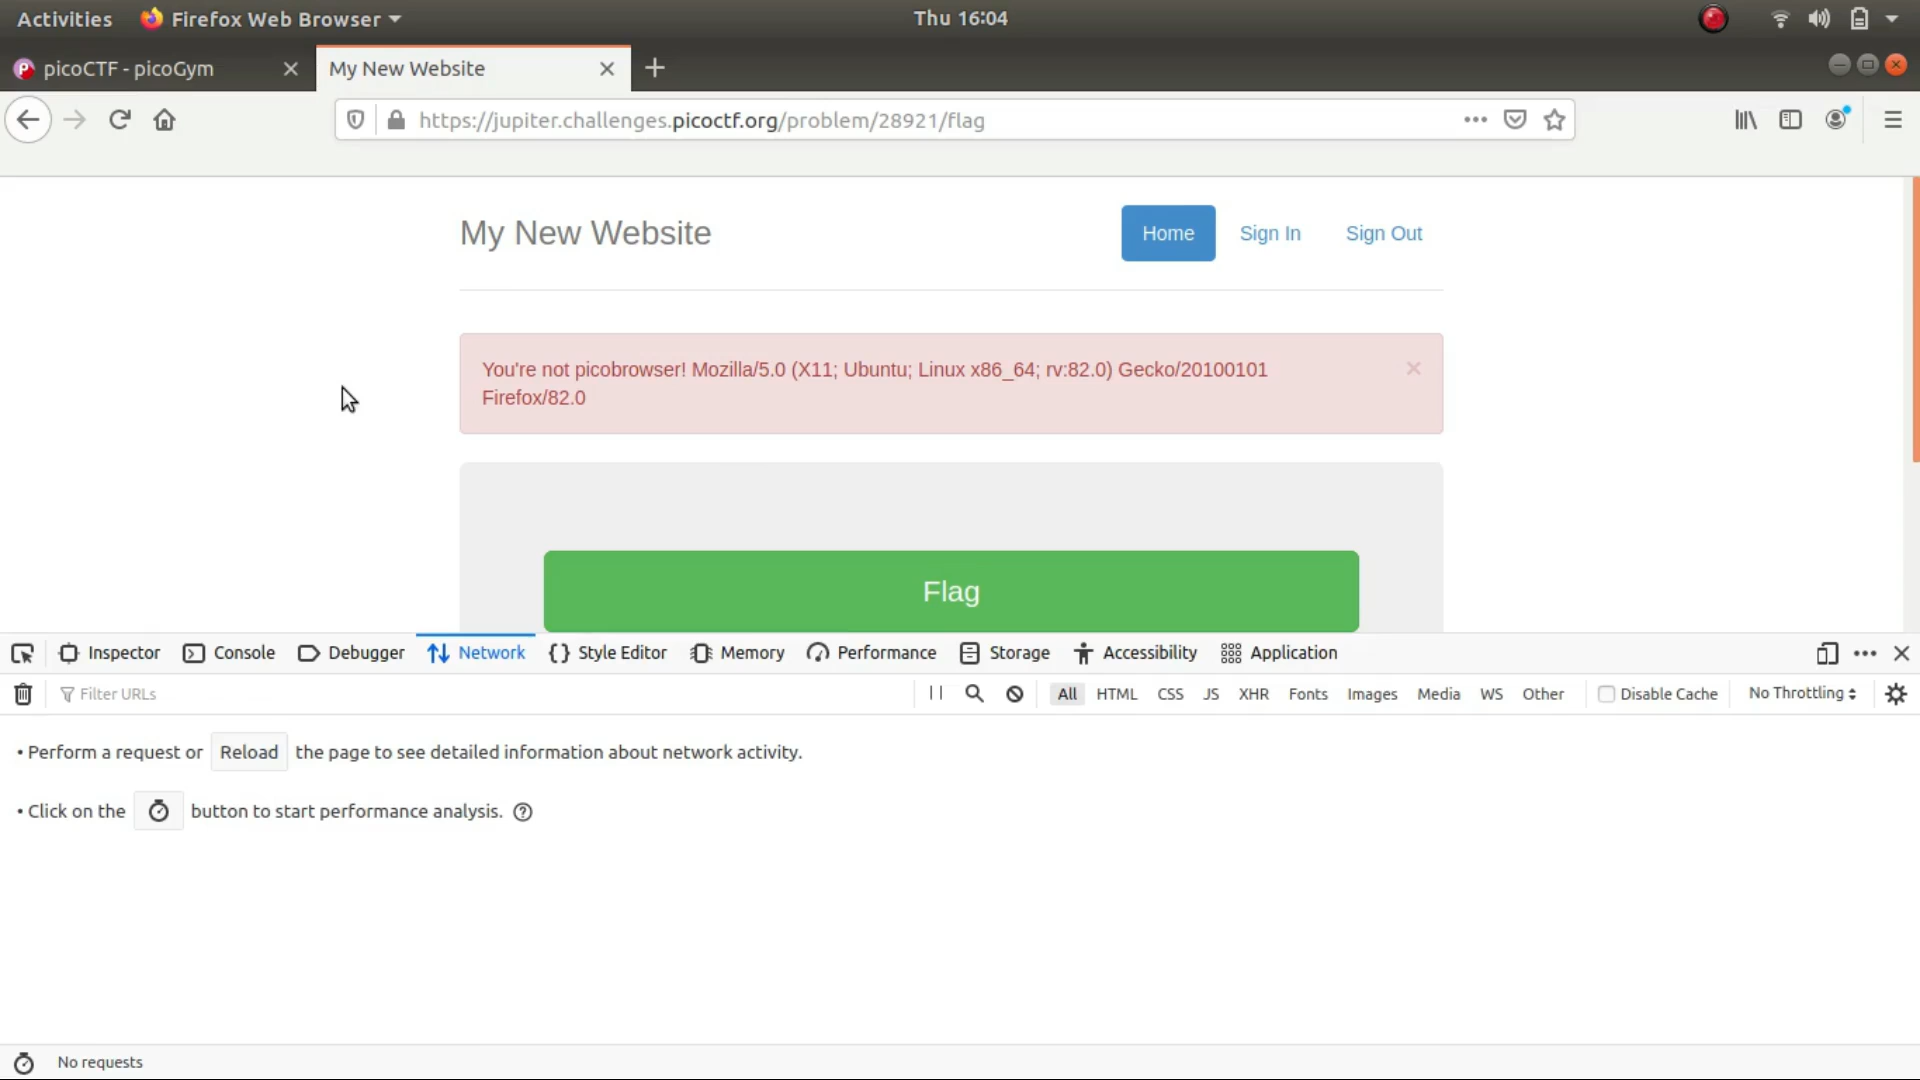 Activities Firefox Web Browser Thu 16:04
picoCTF - picoGym My New Website
https://jupiter.challenges.picoctf.org/problem/28921/flag
My New Website Home Sign In Sign Out
You're not picobrowser! Mozilla/5.0 (X11; Ubuntu; Linux x86_64; rv:82.0) Gecko/20100101
Firefox/82.0
Flag
Inspector Console Debugger Network Style Editor Memory Performance Storage Accessibility Application
Filter URLs All HTML CSS JS XHR Fonts Images Media WS Other Disable Cache No Throttling
• Perform a request or Reload the page to see detailed information about network activity.
• Click on the button to start performance analysis.
No requests